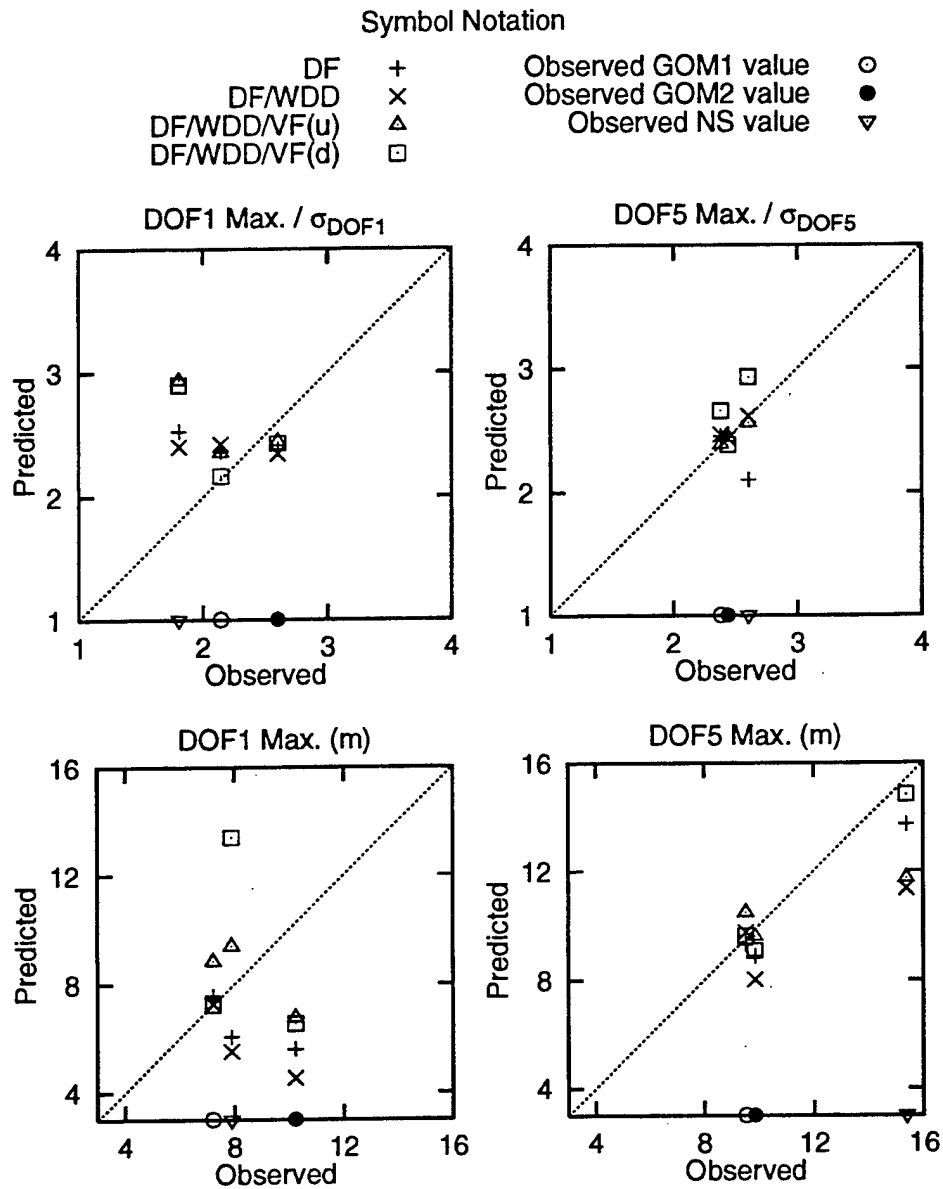 Symbol Notation
DF +
DF/WDD ×
DF/WDD/VF(u) △
DF/WDD/VF(d) ⊡
Observed GOM1 value ⊙
Observed GOM2 value ●
Observed NS value ▽
DOF1 Max. / σDOF1
4
3
2
1
Predicted
1 2 3 4
Observed
DOF5 Max. / σDOF5
4
3
2
1
Predicted
1 2 3 4
Observed
DOF1 Max. (m)
16
12
8
4
Predicted
4 8 12 16
Observed
DOF5 Max. (m)
16
12
8
4
Predicted
4 8 12 16
Observed